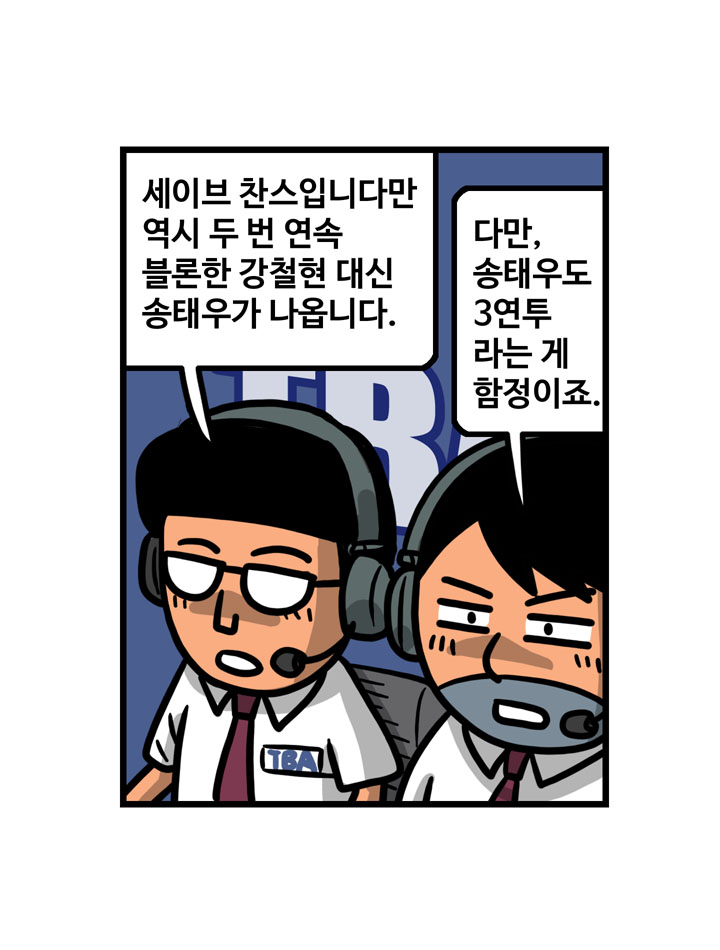 세이브 찬스입니다만
역시 두 번 연속
블론한 강철현 대신
송태우가 나옵니다.
다만,
송태우도
3연투
라는 게
함정이죠.
TBA
TBA